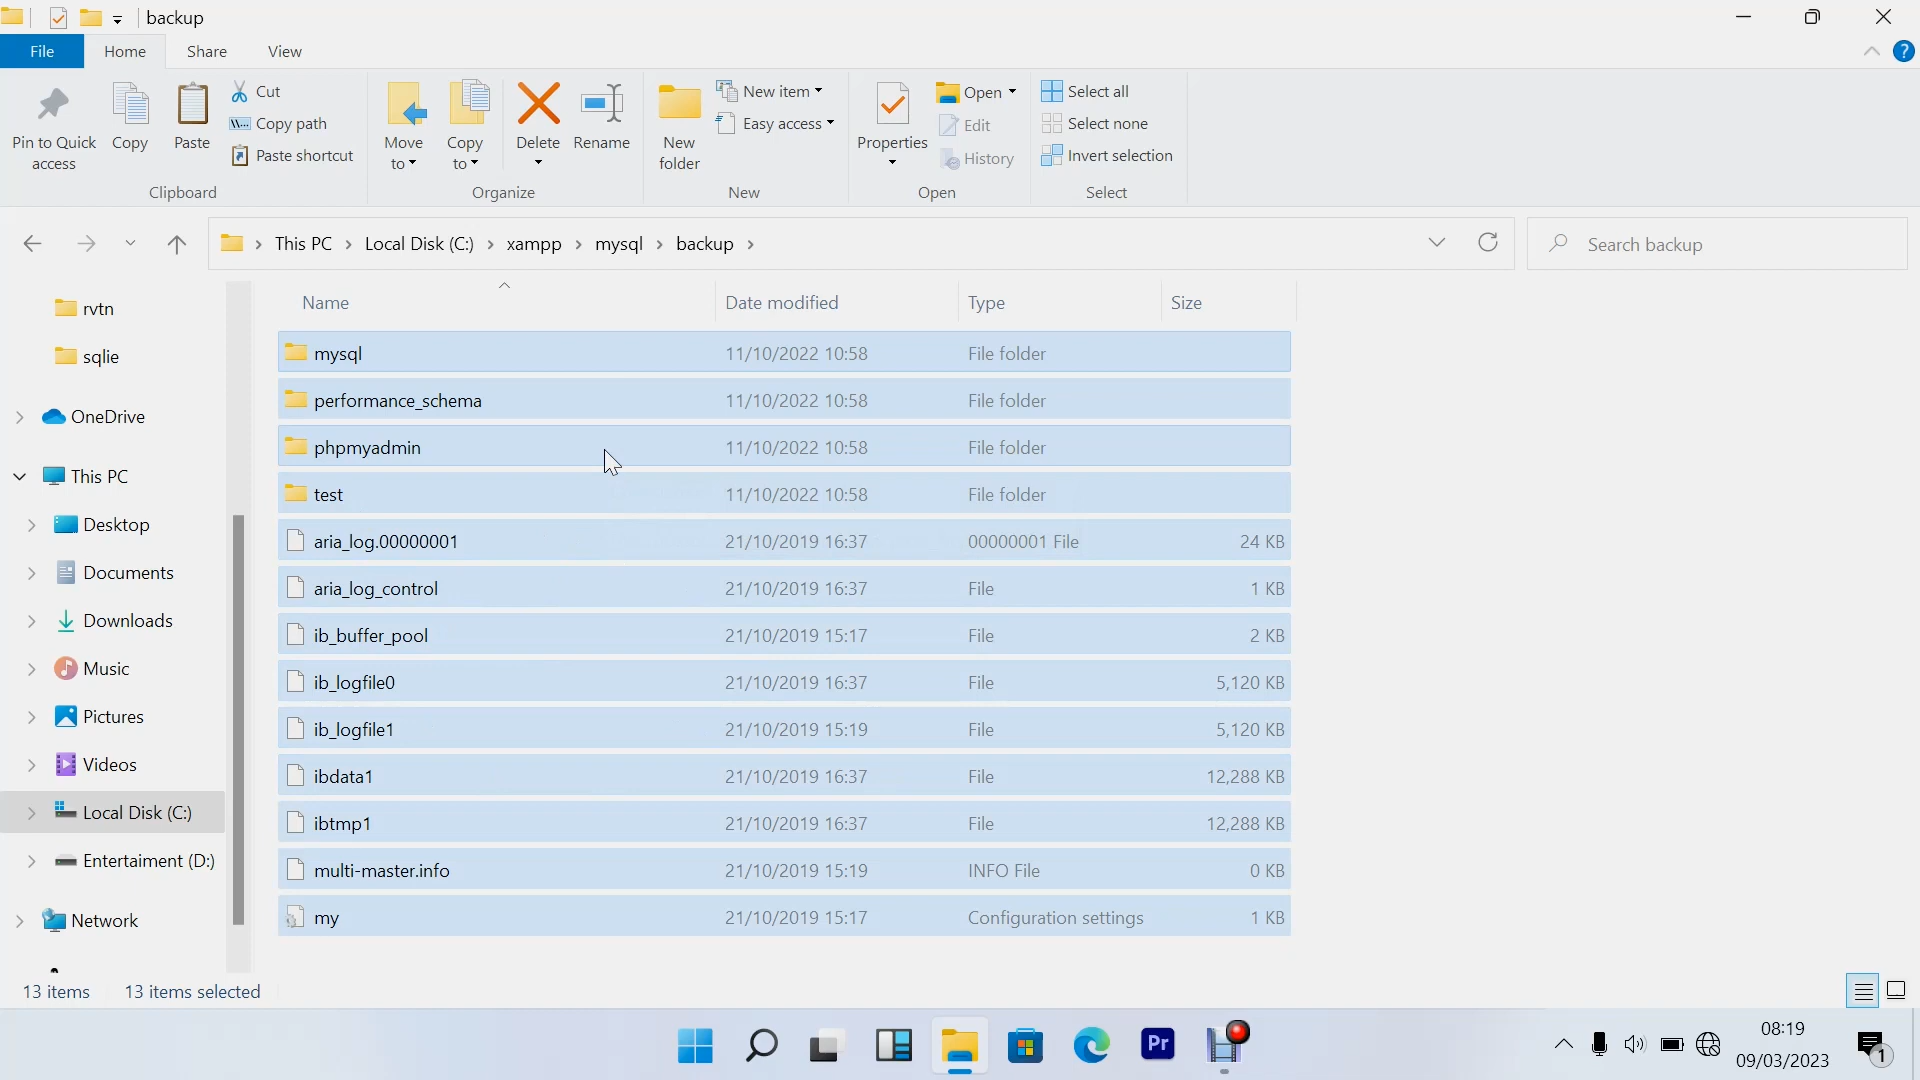 backup
File Home Share View
Pin to Quick access
Copy
Paste
Cut
Copy path
Paste shortcut
Clipboard
Move to
Copy to
Delete
Rename
Organize
New folder
New item
Easy access
New
Properties
Open
Edit
History
Open
Select all
Select none
Invert selection
Select
This PC Local Disk (C:) xampp mysql backup
Search backup
rvtn
sqlie
OneDrive
This PC
Desktop
Documents
Downloads
Music
Pictures
Videos
Local Disk (C:)
Entertaiment (D:)
Network
Name Date modified Type Size
mysql 11/10/2022 10:58 File folder
performance_schema 11/10/2022 10:58 File folder
phpmyadmin 11/10/2022 10:58 File folder
test 11/10/2022 10:58 File folder
aria_log.00000001 21/10/2019 16:37 00000001 File 24 KB
aria_log_control 21/10/2019 16:37 File 1 KB
ib_buffer_pool 21/10/2019 15:17 File 2 KB
ib_logfile0 21/10/2019 16:37 File 5,120 KB
ib_logfile1 21/10/2019 15:19 File 5,120 KB
ibdata1 21/10/2019 16:37 File 12,288 KB
ibtmp1 21/10/2019 16:37 File 12,288 KB
multi-master.info 21/10/2019 15:19 INFO File 0 KB
my 21/10/2019 15:17 Configuration settings 1 KB
13 items 13 items selected
Pr
08:19
09/03/2023
1